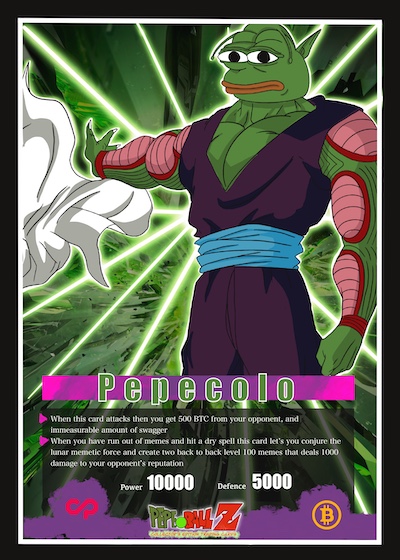 Pepecolo
When this card attacks then you get 500 BTC from your opponent, and
immeasurable amount of swagger
When you have run out of memes and hit a dry spell this card let's you conjure the
lunar memetic force and create two back to back level 100 memes that deals 1000
damage to your opponent's reputation
Power 10000 Defence 5000
PEPE BALL Z